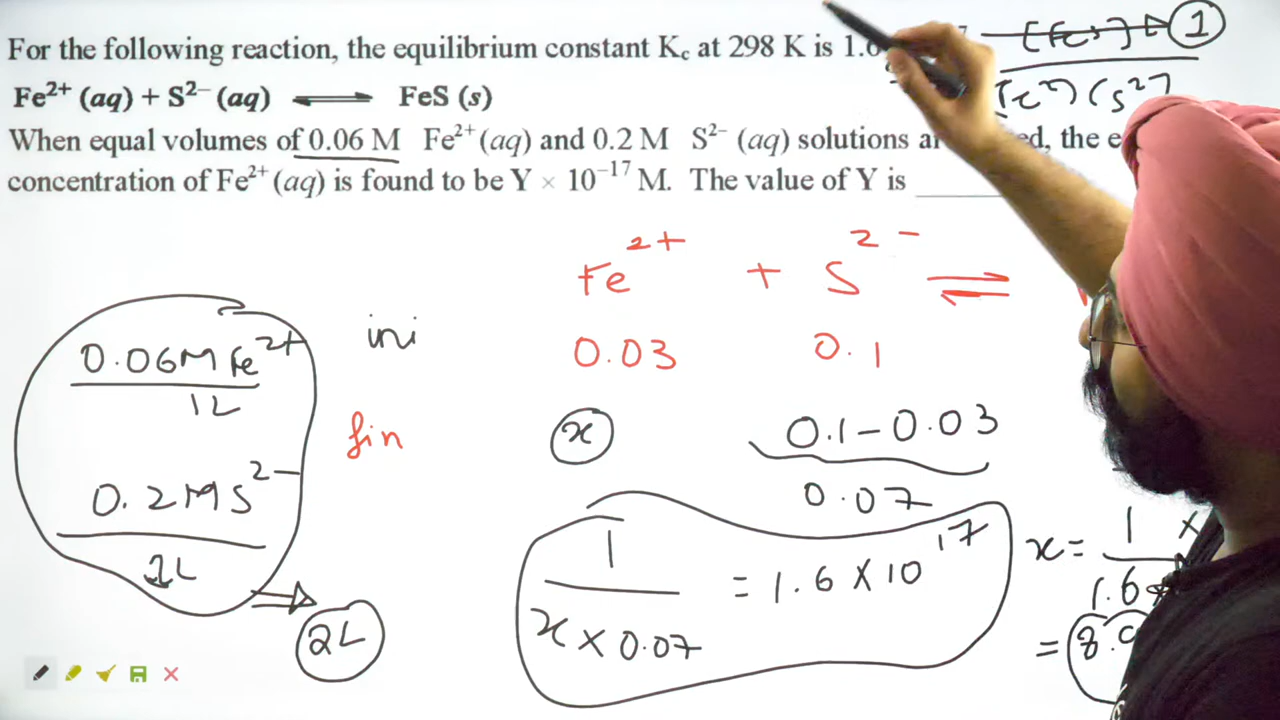 For the following reaction, the equilibrium constant Kc at 298 K is 1.6
Fe²⁺ (aq) + S²⁻ (aq) ⇌ FeS (s)
When equal volumes of 0.06 M Fe²⁺ (aq) and 0.2 M S²⁻ (aq) solutions
concentration of Fe²⁺ (aq) is found to be Y × 10⁻¹⁷ M. The value of Y is ______
1
Fe²⁺ + S²⁻ ⇌
ini 0.03 0.1
fin x 0.1-0.03
0.07
0.06M Fe²⁺
1L
0.2M S²⁻
1L
2L
1
x × 0.07
= 1.6 × 10¹⁷
x = 1 ×
1.6
= 8.9